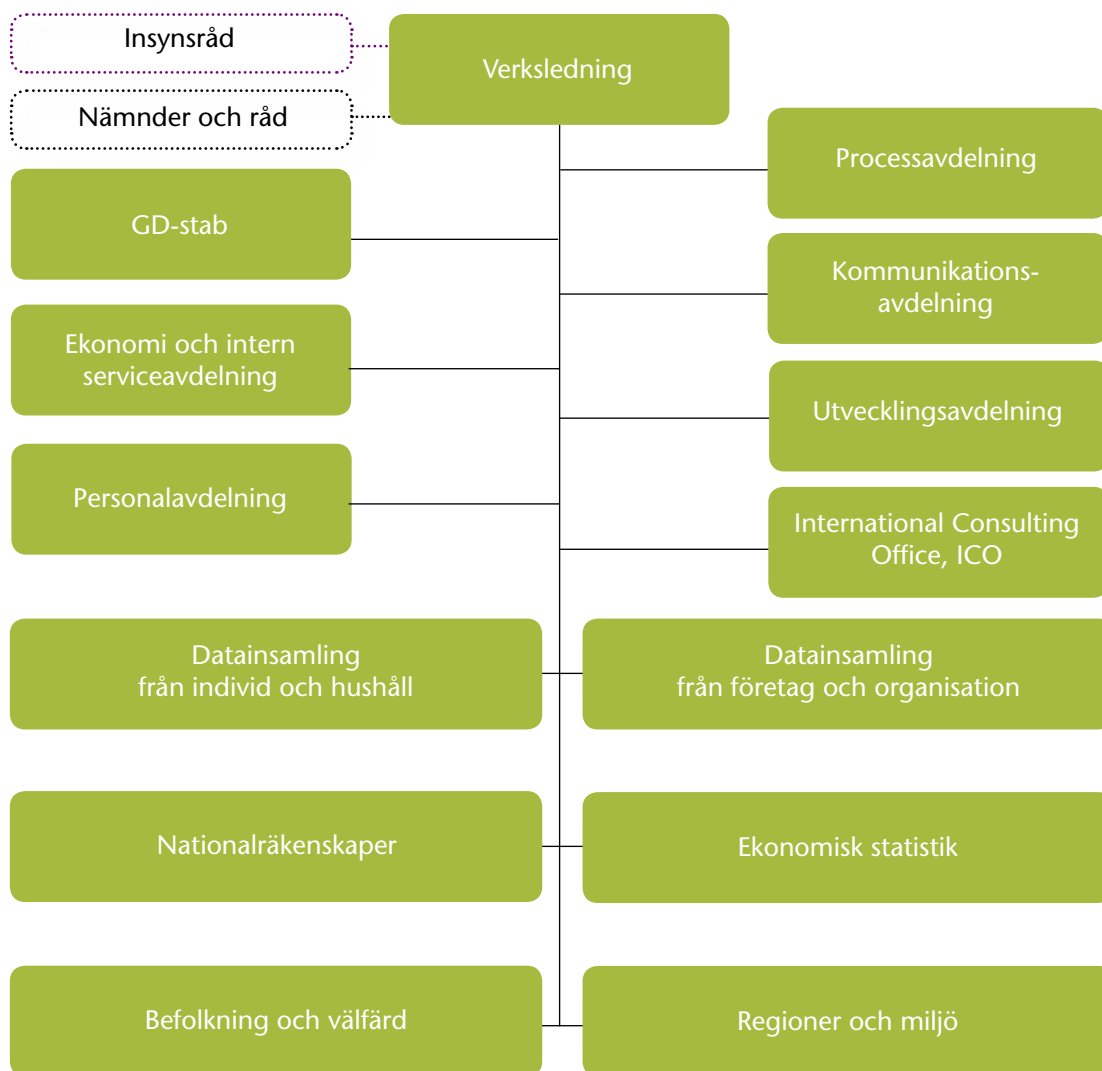 Insynsråd
Verksledning
Nämnder och råd
Processavdelning
GD-stab
Kommunikations-
avdelning
Ekonomi och intern
serviceavdelning
Utvecklingsavdelning
Personalavdelning
International Consulting
Office, ICO
Datainsamling
från individ och hushåll
Datainsamling
från företag och organisation
Nationalräkenskaper
Ekonomisk statistik
Befolkning och välfärd
Regioner och miljö